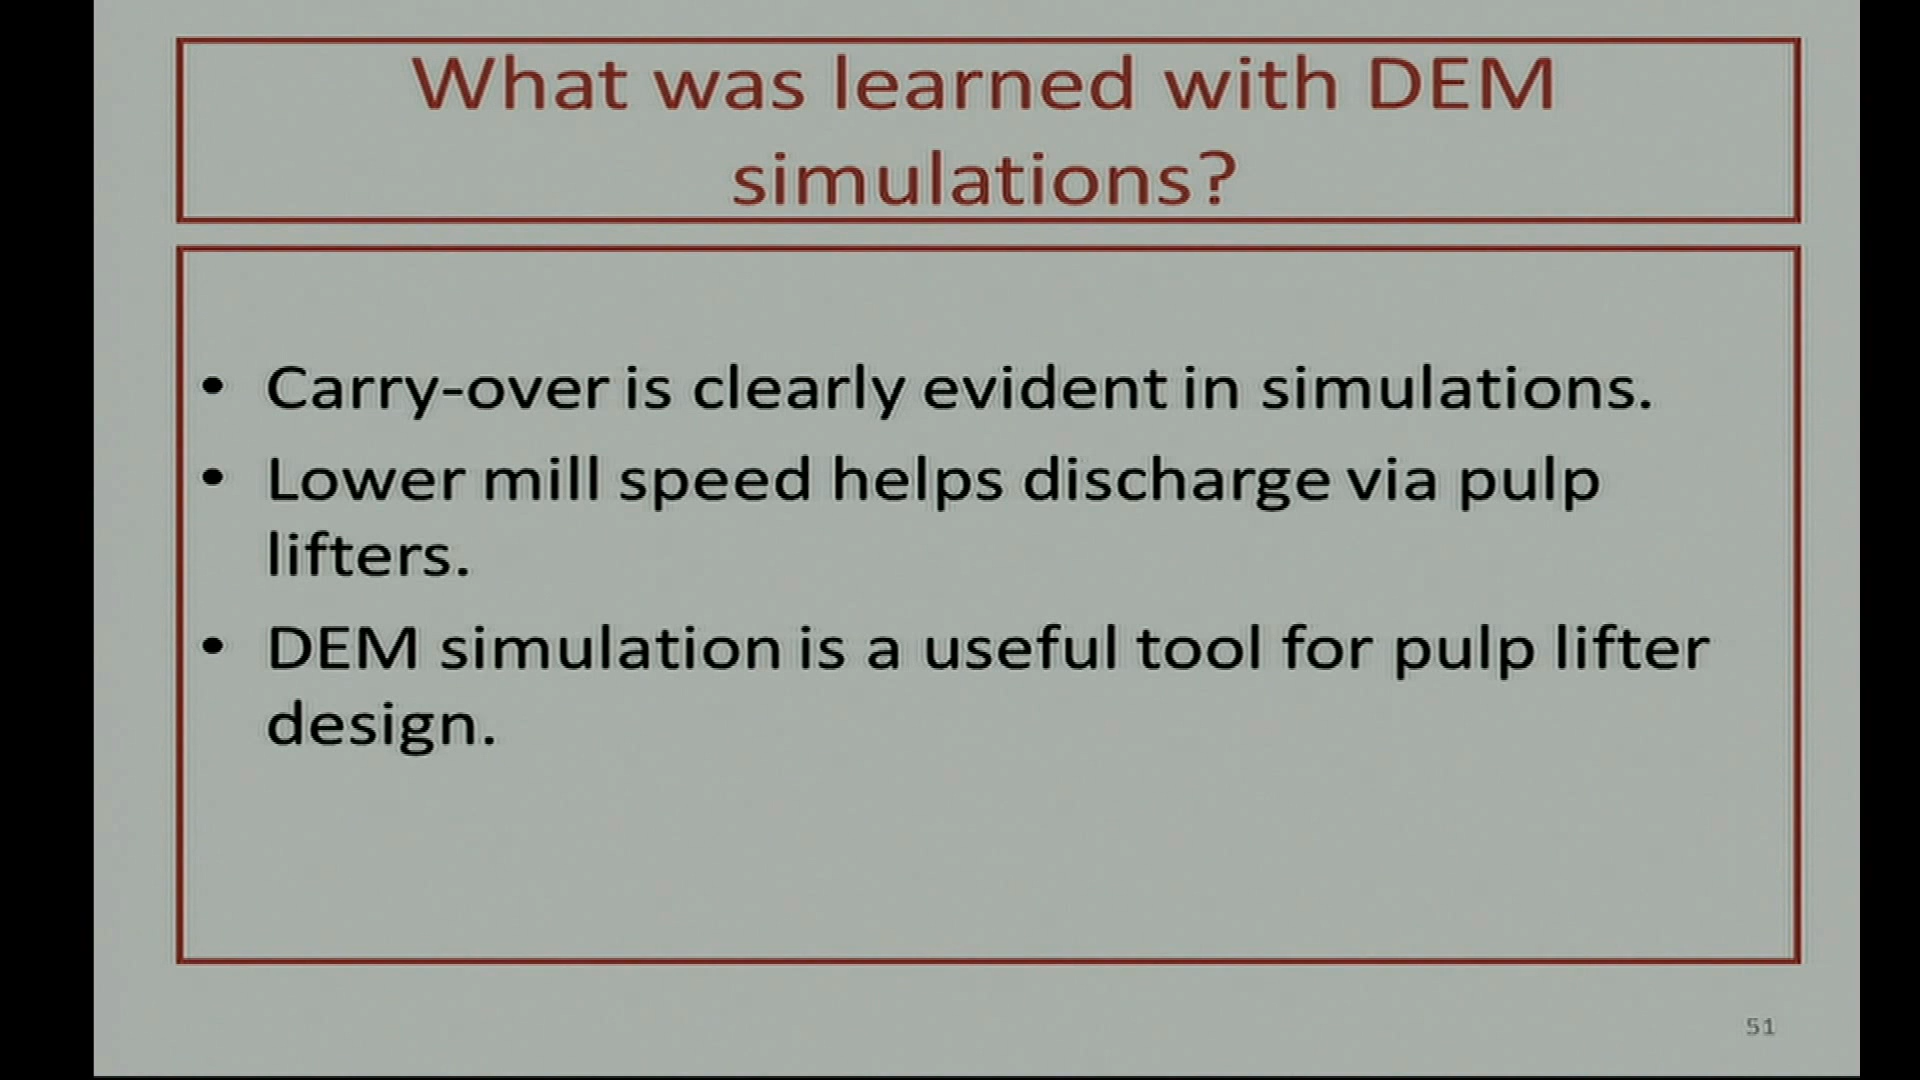 What was learned with DEM
simulations?
• Carry-over is clearly evident in simulations.
• Lower mill speed helps discharge via pulp
lifters.
• DEM simulation is a useful tool for pulp lifter
design.
51